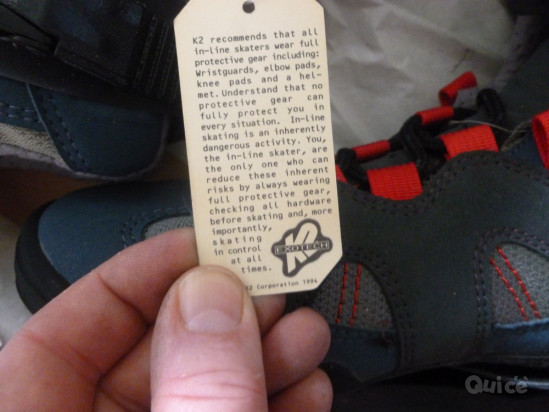 K2 recommends that all
in-line skaters wear full
protective gear including:
Wristguards, elbow pads,
knee pads and a hel-
met. Understand that no
protective gear can
fully protect you in
every situation. In-line
skating is an inherently
dangerous activity. You,
the in-line skater, are
the only one who can
reduce these inherent
risks by always wearing
full protective gear,
checking all hardware
before skating and, more
importantly,
skating
in control
at all
times.
K2
EXOTECH
K2 Corporation 1994
Quicè